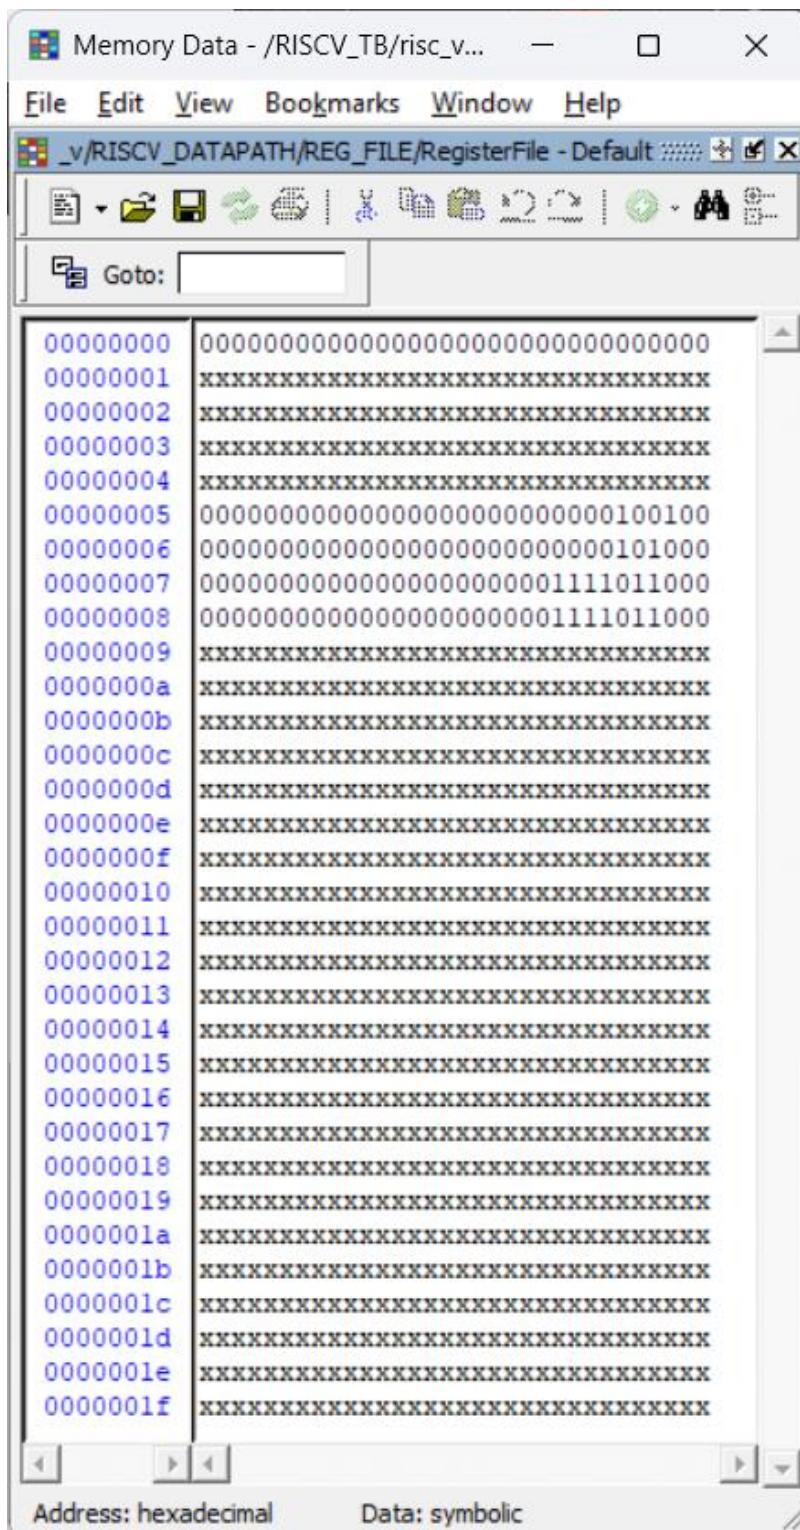 Memory Data - /RISCV_TB/risc_v...
File Edit View Bookmarks Window Help
_v/RISCV_DATAPATH/REG_FILE/RegisterFile - Default
Goto:
00000000 00000000000000000000000000000000
00000001 xxxxxxxxxxxxxxxxxxxxxxxxxxxxxxxx
00000002 xxxxxxxxxxxxxxxxxxxxxxxxxxxxxxxx
00000003 xxxxxxxxxxxxxxxxxxxxxxxxxxxxxxxx
00000004 xxxxxxxxxxxxxxxxxxxxxxxxxxxxxxxx
00000005 00000000000000000000000000100100
00000006 00000000000000000000000000101000
00000007 00000000000000000000001111011000
00000008 00000000000000000000001111011000
00000009 xxxxxxxxxxxxxxxxxxxxxxxxxxxxxxxx
0000000a xxxxxxxxxxxxxxxxxxxxxxxxxxxxxxxx
0000000b xxxxxxxxxxxxxxxxxxxxxxxxxxxxxxxx
0000000c xxxxxxxxxxxxxxxxxxxxxxxxxxxxxxxx
0000000d xxxxxxxxxxxxxxxxxxxxxxxxxxxxxxxx
0000000e xxxxxxxxxxxxxxxxxxxxxxxxxxxxxxxx
0000000f xxxxxxxxxxxxxxxxxxxxxxxxxxxxxxxx
00000010 xxxxxxxxxxxxxxxxxxxxxxxxxxxxxxxx
00000011 xxxxxxxxxxxxxxxxxxxxxxxxxxxxxxxx
00000012 xxxxxxxxxxxxxxxxxxxxxxxxxxxxxxxx
00000013 xxxxxxxxxxxxxxxxxxxxxxxxxxxxxxxx
00000014 xxxxxxxxxxxxxxxxxxxxxxxxxxxxxxxx
00000015 xxxxxxxxxxxxxxxxxxxxxxxxxxxxxxxx
00000016 xxxxxxxxxxxxxxxxxxxxxxxxxxxxxxxx
00000017 xxxxxxxxxxxxxxxxxxxxxxxxxxxxxxxx
00000018 xxxxxxxxxxxxxxxxxxxxxxxxxxxxxxxx
00000019 xxxxxxxxxxxxxxxxxxxxxxxxxxxxxxxx
0000001a xxxxxxxxxxxxxxxxxxxxxxxxxxxxxxxx
0000001b xxxxxxxxxxxxxxxxxxxxxxxxxxxxxxxx
0000001c xxxxxxxxxxxxxxxxxxxxxxxxxxxxxxxx
0000001d xxxxxxxxxxxxxxxxxxxxxxxxxxxxxxxx
0000001e xxxxxxxxxxxxxxxxxxxxxxxxxxxxxxxx
0000001f xxxxxxxxxxxxxxxxxxxxxxxxxxxxxxxx
Address: hexadecimal Data: symbolic